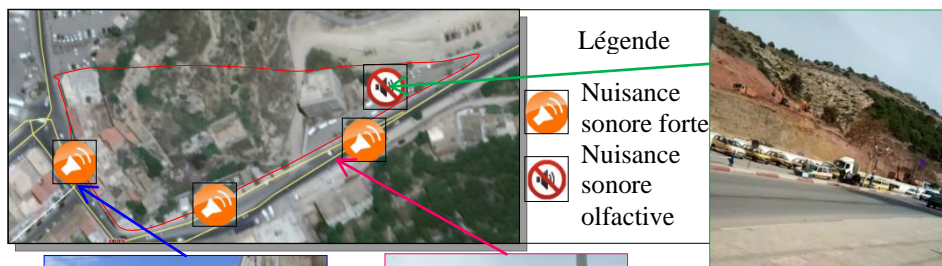 Légende
Nuisance
sonore forte
Nuisance
sonore
olfactive